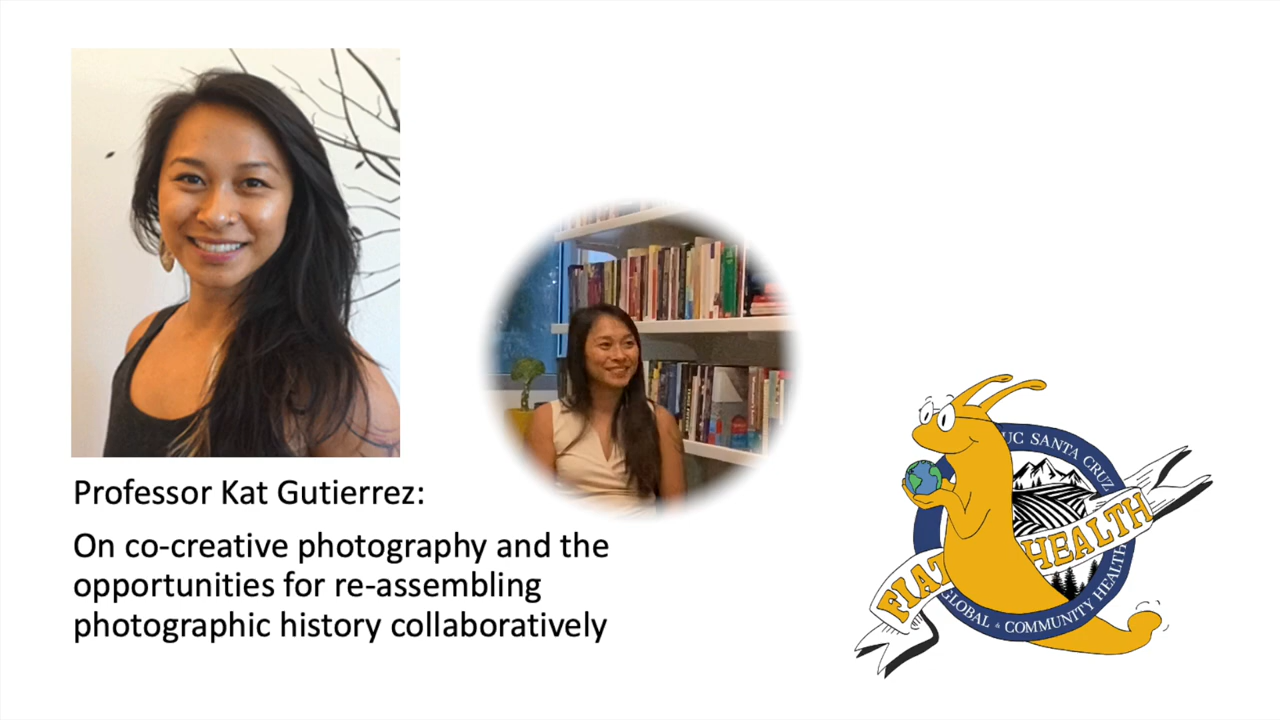 Professor Kat Gutierrez:
On co-creative photography and the
opportunities for re-assembling
photographic history collaboratively
UC SANTA CRUZ
FIAT HEALTH
GLOBAL & COMMUNITY HEALTH